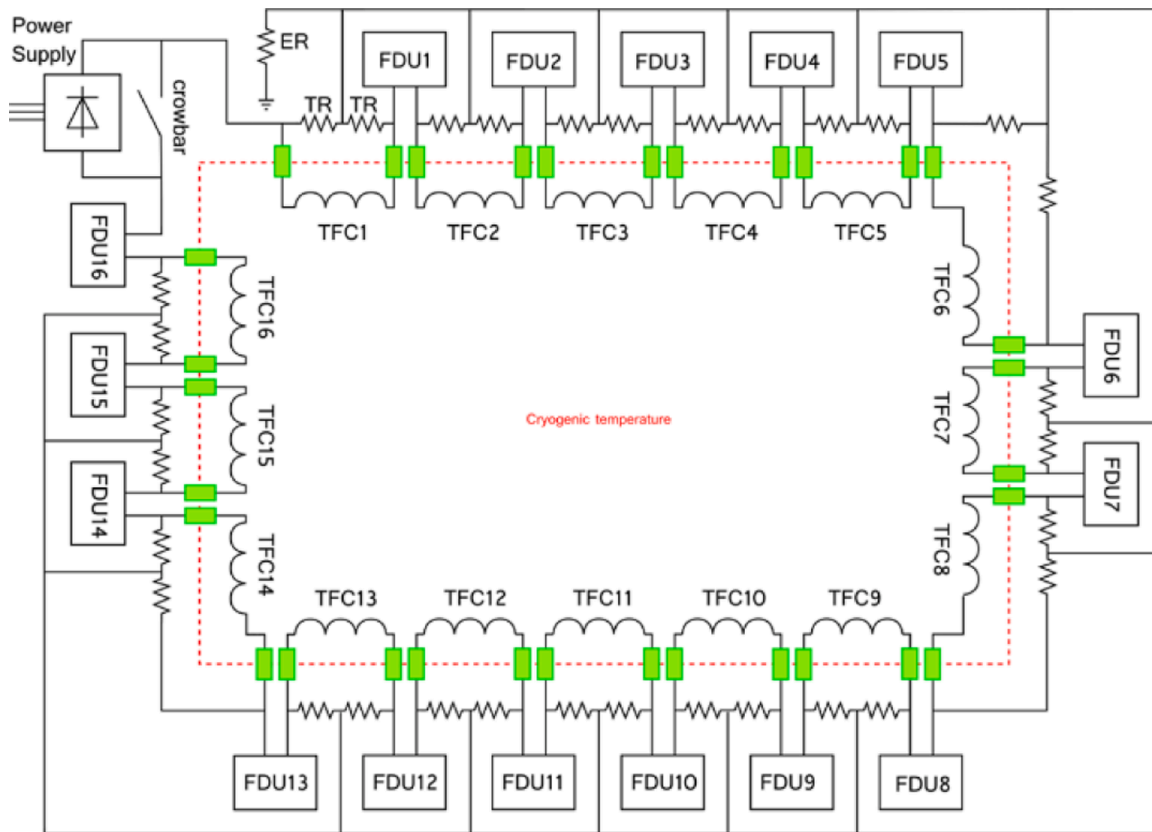 Power
Supply
crowbar
ER
TR TR
FDU1
FDU2
FDU3
FDU4
FDU5
TFC1
TFC2
TFC3
TFC4
TFC5
FDU16
TFC16
TFC6
FDU6
FDU15
TFC15
Cryogenic temperature
TFC7
FDU7
FDU14
TFC14
TFC8
TFC13
TFC12
TFC11
TFC10
TFC9
FDU13
FDU12
FDU11
FDU10
FDU9
FDU8